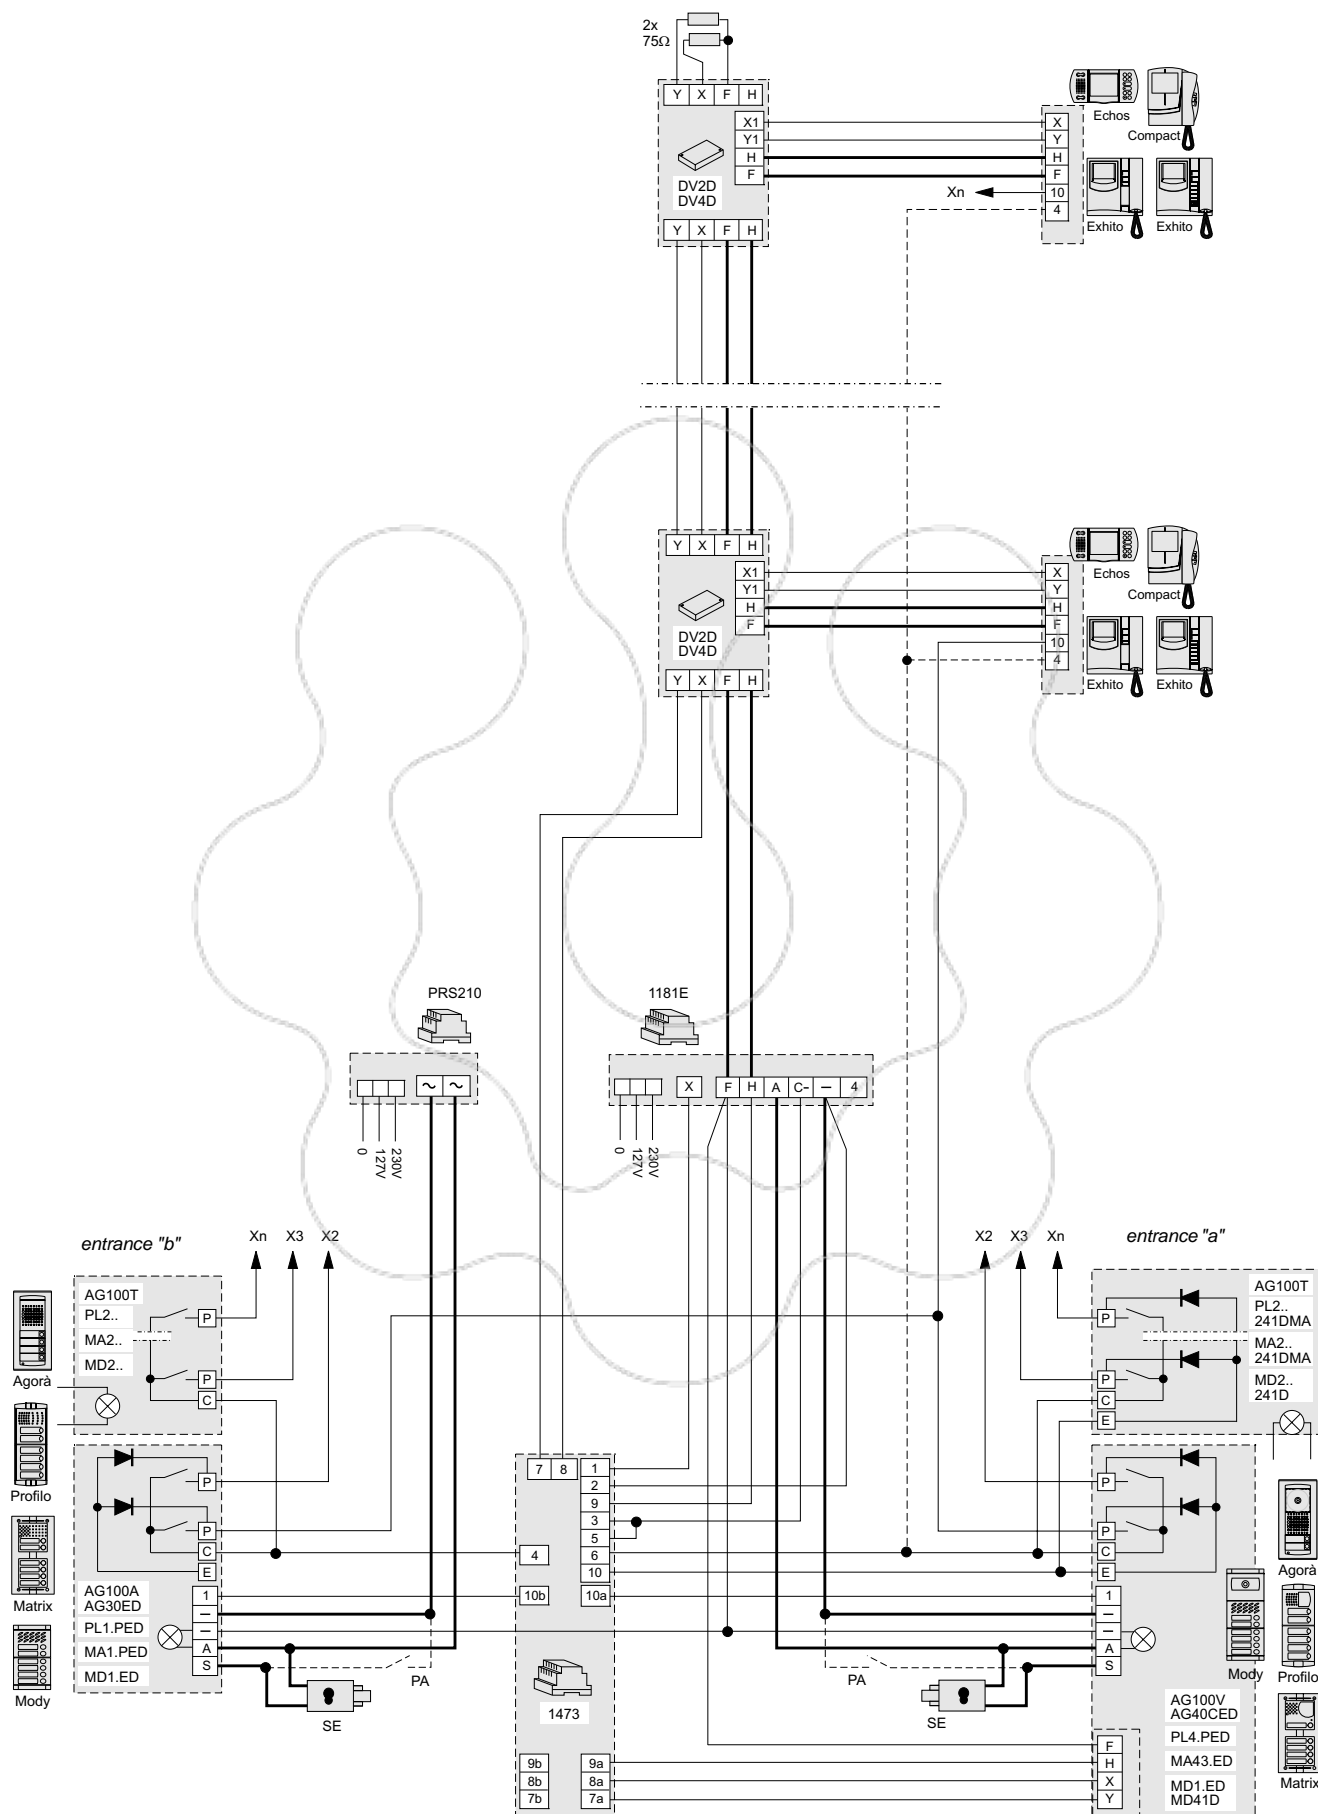 2x
75Ω
Y X F H
X1
Y1
H
F
DV2D
DV4D
Y X F H
X
Y
H
F
10
4
Xn
Echos
Compact
Exhito Exhito
Y X F H
X1
Y1
H
F
DV2D
DV4D
Y X F H
X
Y
H
F
10
4
Echos
Compact
Exhito Exhito
PRS210
~ ~
0 127V 230V
1181E
X F H A C- – 4
0 127V 230V
entrance "b"
Xn X3 X2
AG100T
PL2..
MA2..
MD2..
P
P
C
Agorà
Profilo
Matrix
Mody
P
P
C
E
AG100A
AG30ED
PL1.PED
MA1.PED
MD1.ED
1
–
–
A
S
SE
PA
7 8
1
2
9
3
5
6
10
4
10b 10a
1473
9b 9a
8b 8a
7b 7a
PA
SE
entrance "a"
X2 X3 Xn
P
P
C
E
AG100T
PL2..
241DMA
MA2..
241DMA
MD2..
241D
P
P
C
E
1
–
–
A
S
Agorà
Mody
Profilo
Matrix
AG100V
AG40CED
PL4.PED
MA43.ED
MD1.ED
MD41D
F
H
X
Y